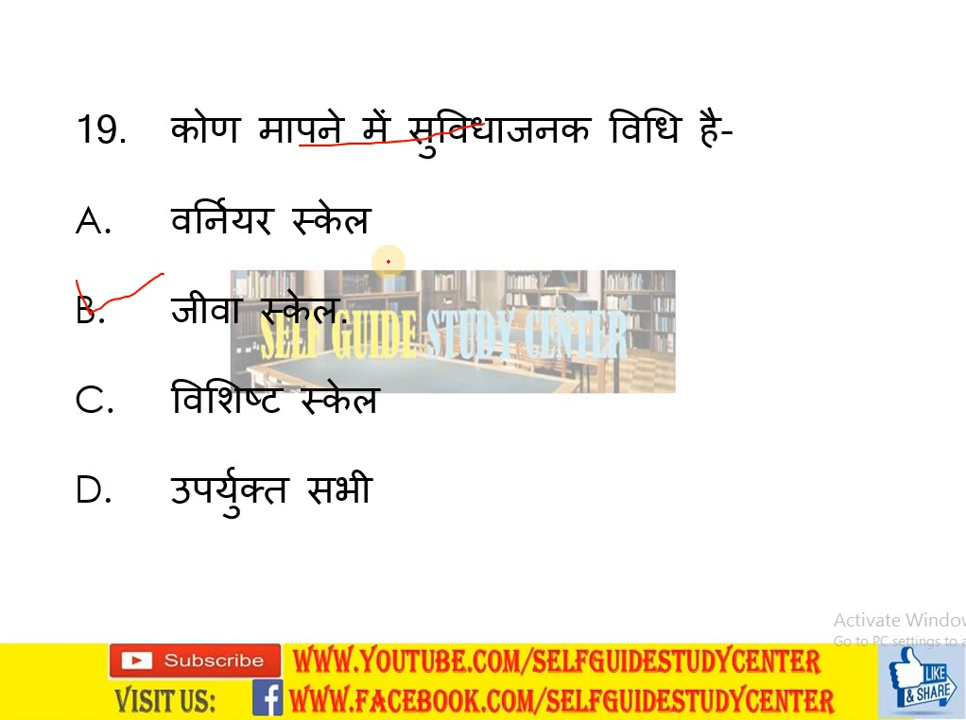 19. कोण मापने में सुविधाजनक विधि है-
A. वर्नियर स्केल
B. जीवा स्केल.
SELF GUIDE STUDY CENTER
C. विशिष्ट स्केल
D. उपर्युक्त सभी
Activate Window
Go to PC settings to a
Subscribe WWW.YOUTUBE.COM/SELFGUIDESTUDYCENTER
VISIT US: f WWW.FACEBOOK.COM/SELFGUIDESTUDYCENTER
LIKE
& SHARE